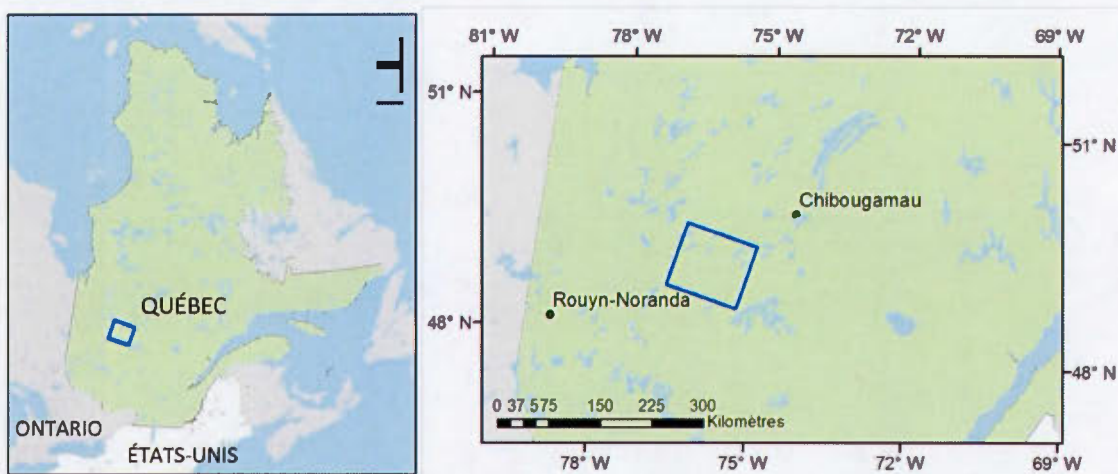 QUÉBEC
ONTARIO
ÉTATS-UNIS
81° W 78° W 75° W 72° W 69° W
51° N
51° N
Chibougamau
Rouyn-Noranda
48° N
48° N
0 37,575 150 225 300
Kilomètres
78° W 75° W 72° W 69° W